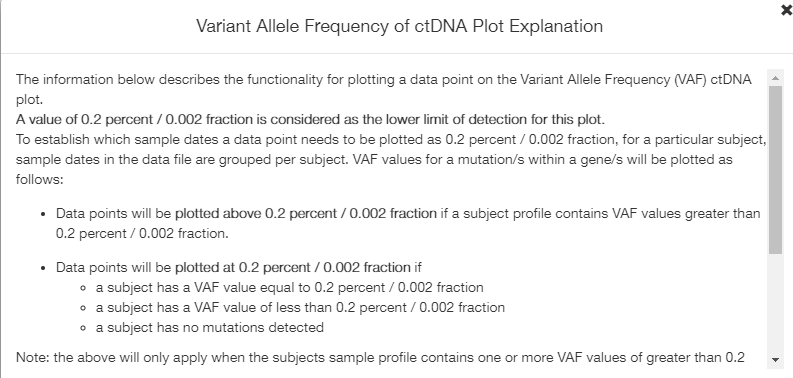 Variant Allele Frequency of ctDNA Plot Explanation
The information below describes the functionality for plotting a data point on the Variant Allele Frequency (VAF) ctDNA
plot.
A value of 0.2 percent / 0.002 fraction is considered as the lower limit of detection for this plot.
To establish which sample dates a data point needs to be plotted as 0.2 percent / 0.002 fraction, for a particular subject,
sample dates in the data file are grouped per subject. VAF values for a mutation/s within a gene/s will be plotted as
follows:
• Data points will be plotted above 0.2 percent / 0.002 fraction if a subject profile contains VAF values greater than
0.2 percent / 0.002 fraction.
• Data points will be plotted at 0.2 percent / 0.002 fraction if
◦ a subject has a VAF value equal to 0.2 percent / 0.002 fraction
◦ a subject has a VAF value of less than 0.2 percent / 0.002 fraction
◦ a subject has no mutations detected
Note: the above will only apply when the subjects sample profile contains one or more VAF values of greater than 0.2